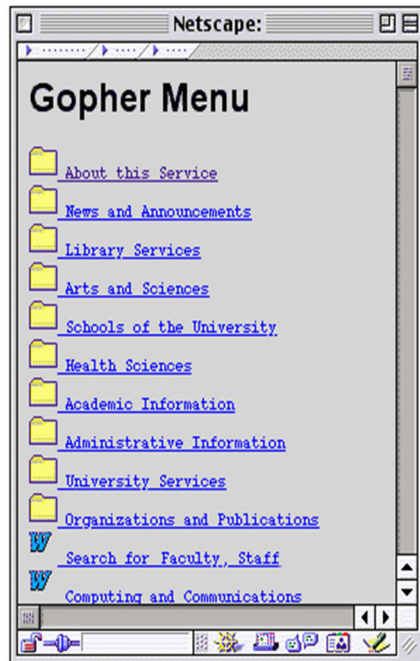 Netscape:
Gopher Menu
About this Service
News and Announcements
Library Services
Arts and Sciences
Schools of the University
Health Sciences
Academic Information
Administrative Information
University Services
Organizations and Publications
W Search for Faculty, Staff
W Computing and Communications